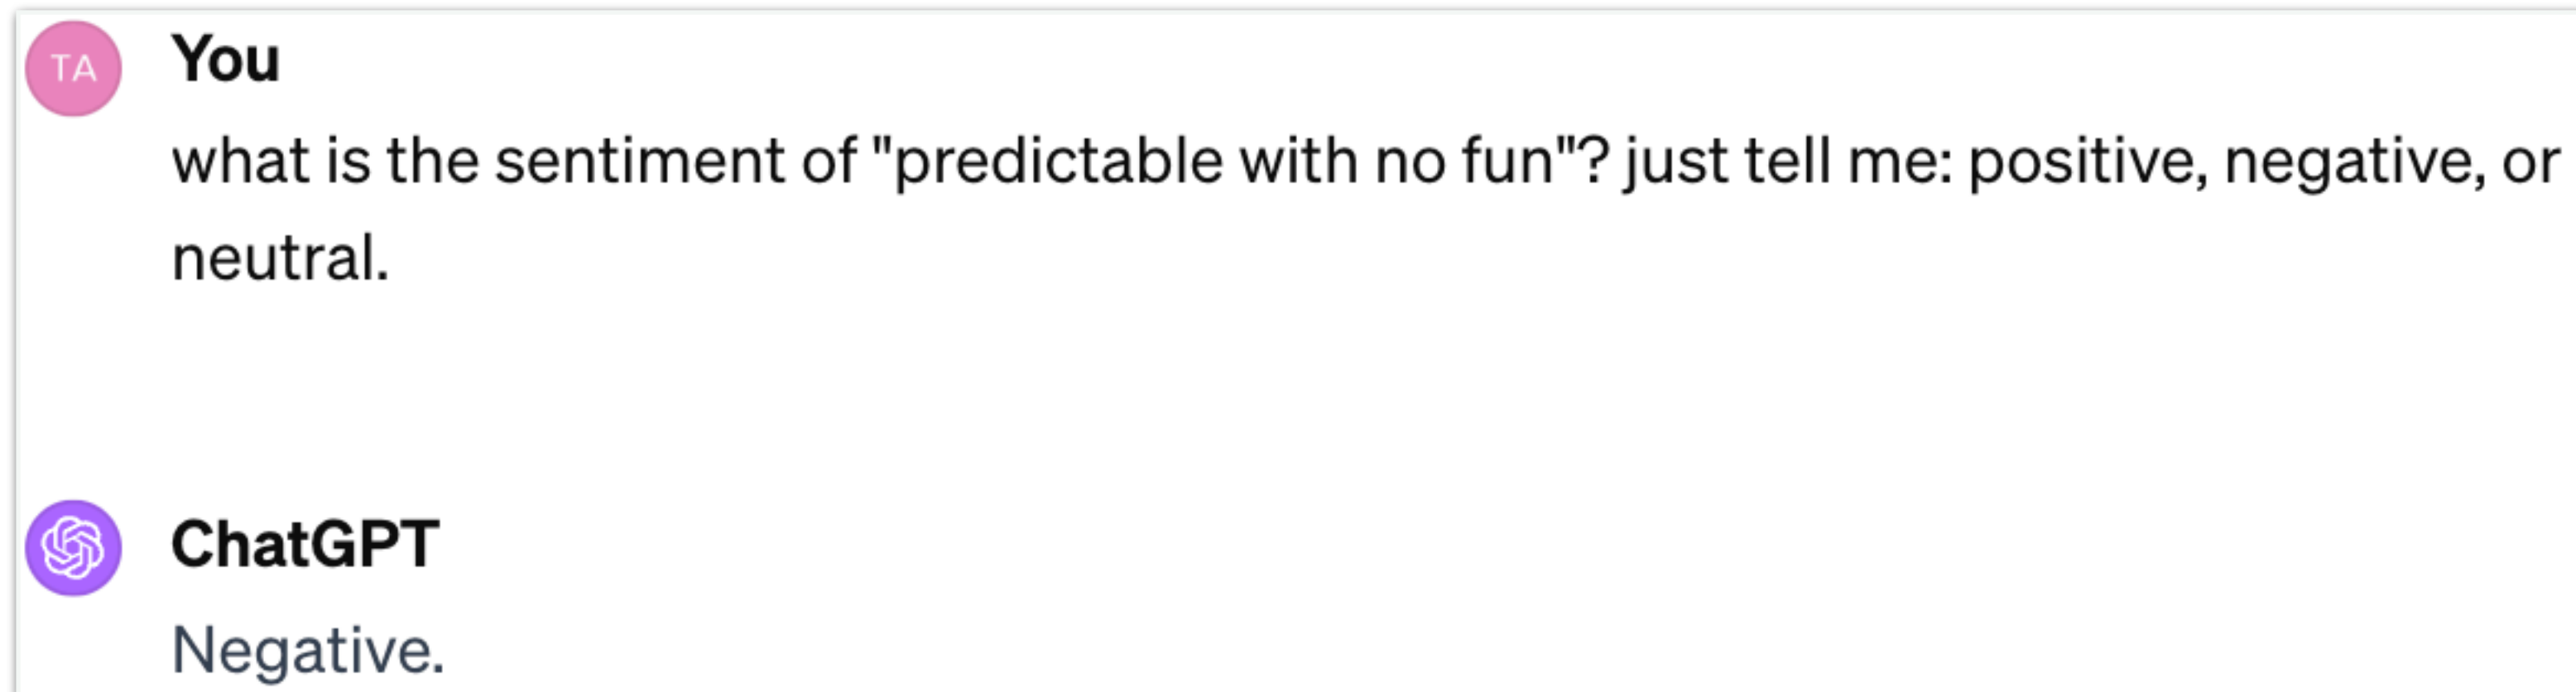 TA
You
what is the sentiment of "predictable with no fun"? just tell me: positive, negative, or
neutral.
ChatGPT
Negative.